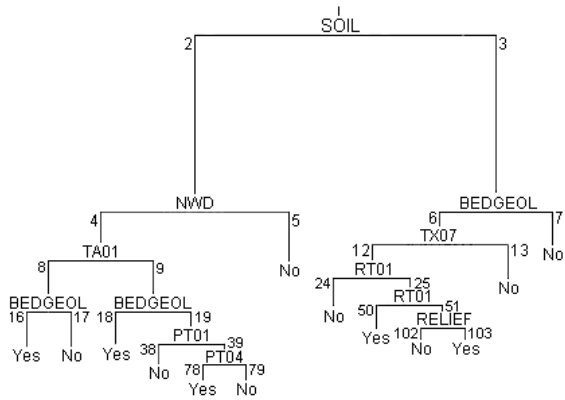 SOIL
2 3
NWD BEDGEOL
4 5 6 7
TA01 TX07 No
8 9 No 12 13
BEDGEOL BEDGEOL RT01 No
16 17 18 19 24 25
Yes No Yes PT01 No RT01
38 39 50 51
No PT04 Yes RELIEF
78 79 102 103
Yes No No Yes